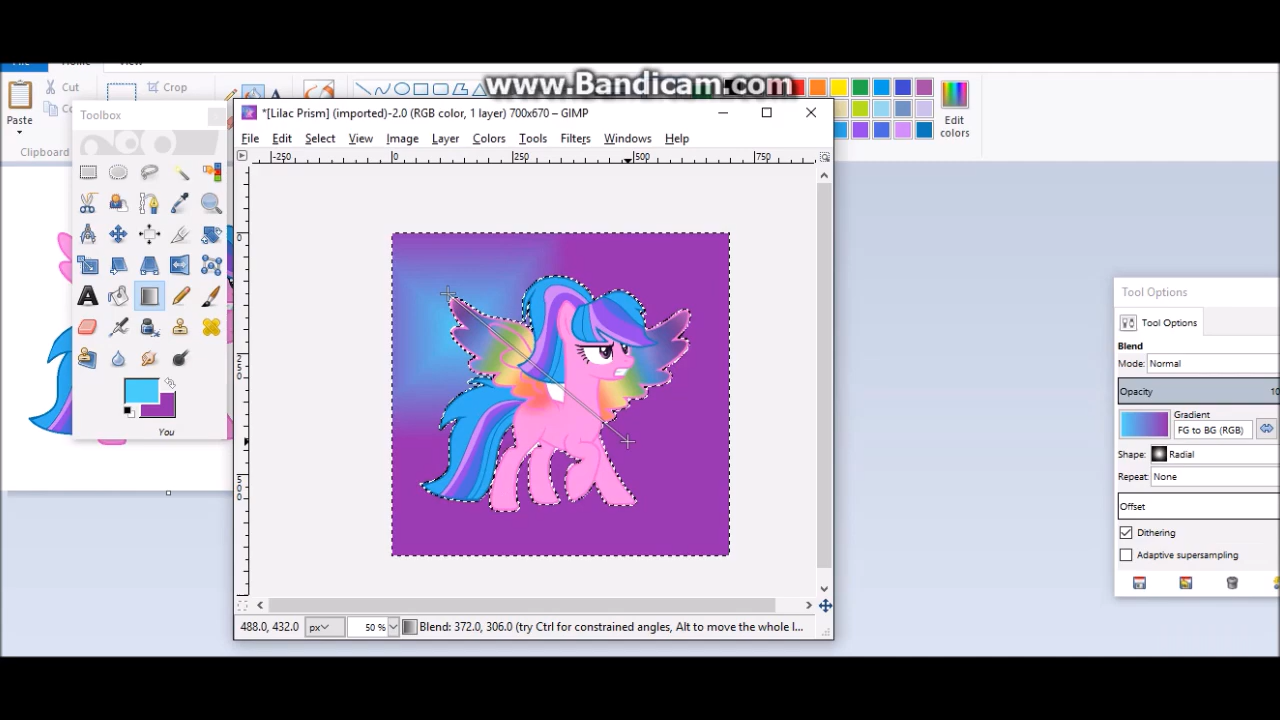 www.Bandicam.com
Cut
Crop
Paste
Clipboard
Edit
colors
Toolbox
You
*[Lilac Prism] (imported)-2.0 (RGB color, 1 layer) 700x670 – GIMP
File Edit Select View Image Layer Colors Tools Filters Windows Help
-250 0 250 500 750
0
250
500
488.0, 432.0 px 50 % Blend: 372.0, 306.0 (try Ctrl for constrained angles, Alt to move the whole l...
Tool Options
Tool Options
Blend
Mode: Normal
Opacity 10
Gradient
FG to BG (RGB)
Shape: Radial
Repeat: None
Offset
Dithering
Adaptive supersampling